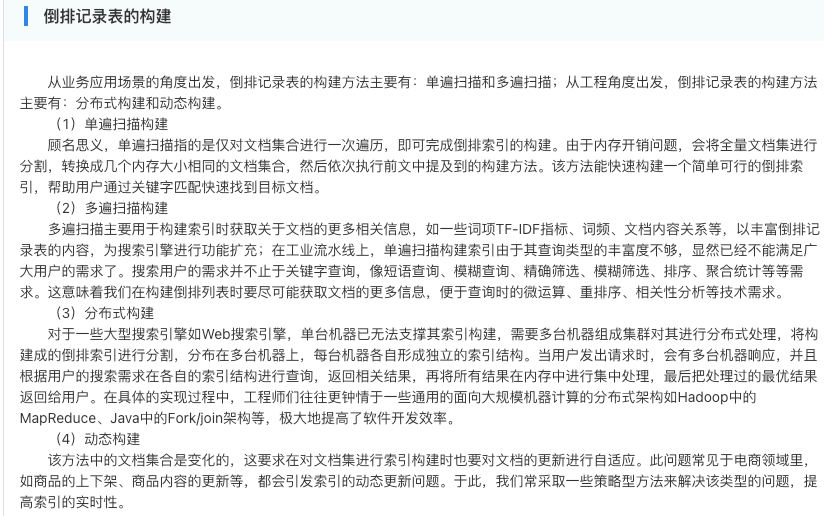 倒排记录表的构建
从业务应用场景的角度出发，倒排记录表的构建方法主要有：单遍扫描和多遍扫描；从工程角度出发，倒排记录表的构建方法
主要有：分布式构建和动态构建。
（1）单遍扫描构建
顾名思义，单遍扫描指的是仅对文档集合进行一次遍历，即可完成倒排索引的构建。由于内存开销问题，会将全量文档集进行
分割，转换成几个内存大小相同的文档集合，然后依次执行前文中提及到的构建方法。该方法能快速构建一个简单可行的倒排索
引，帮助用户通过关键字匹配快速找到目标文档。
（2）多遍扫描构建
多遍扫描主要用于构建索引时获取关于文档的更多相关信息，如一些词项TF-IDF指标、词频、文档内容关系等，以丰富倒排记
录表的内容，为搜索引擎进行功能扩充；在工业流水线上，单遍扫描构建索引由于其查询类型的丰富度不够，显然已经不能满足广
大用户的需求了。搜索用户的需求并不止于关键字查询，像短语查询、模糊查询、精确筛选、模糊筛选、排序、聚合统计等等需
求。这意味着我们在构建倒排列表时要尽可能获取文档的更多信息，便于查询时的微运算、重排序、相关性分析等技术需求。
（3）分布式构建
对于一些大型搜索引擎如Web搜索引擎，单台机器已无法支撑其索引构建，需要多台机器组成集群对其进行分布式处理，将构
建成的倒排索引进行分割，分布在多台机器上，每台机器各自形成独立的索引结构。当用户发出请求时，会有多台机器响应，并且
根据用户的搜索需求在各自的索引结构进行查询，返回相关结果，再将所有结果在内存中进行集中处理，最后把处理过的最优结果
返回给用户。在具体的实现过程中，工程师们往往更钟情于一些通用的面向大规模机器计算的分布式架构如Hadoop中的
MapReduce、Java中的Fork/join架构等，极大地提高了软件开发效率。
（4）动态构建
该方法中的文档集合是变化的，这要求在对文档集进行索引构建时也要对文档的更新进行自适应。此问题常见于电商领域里，
如商品的上下架、商品内容的更新等，都会引发索引的动态更新问题。于此，我们常采取一些策略型方法来解决该类型的问题，提
高索引的实时性。